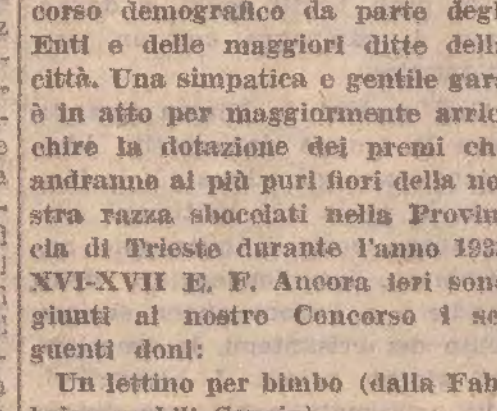 corso demografico da parte degl
Enti e delle maggiori ditte dell
città. Una simpatica e gentile gar
è in atto per maggiormente arric
chire la dotazione dei premi ch
andranno ai più puri fiori della no
stra razza sbocciati nella Provin
cia di Trieste durante l'anno 193
XVI-XVII E. F. Ancora ieri son
giunti al nostro Concorso i se
guenti doni:
Un lettino per bimbo (dalla Fab